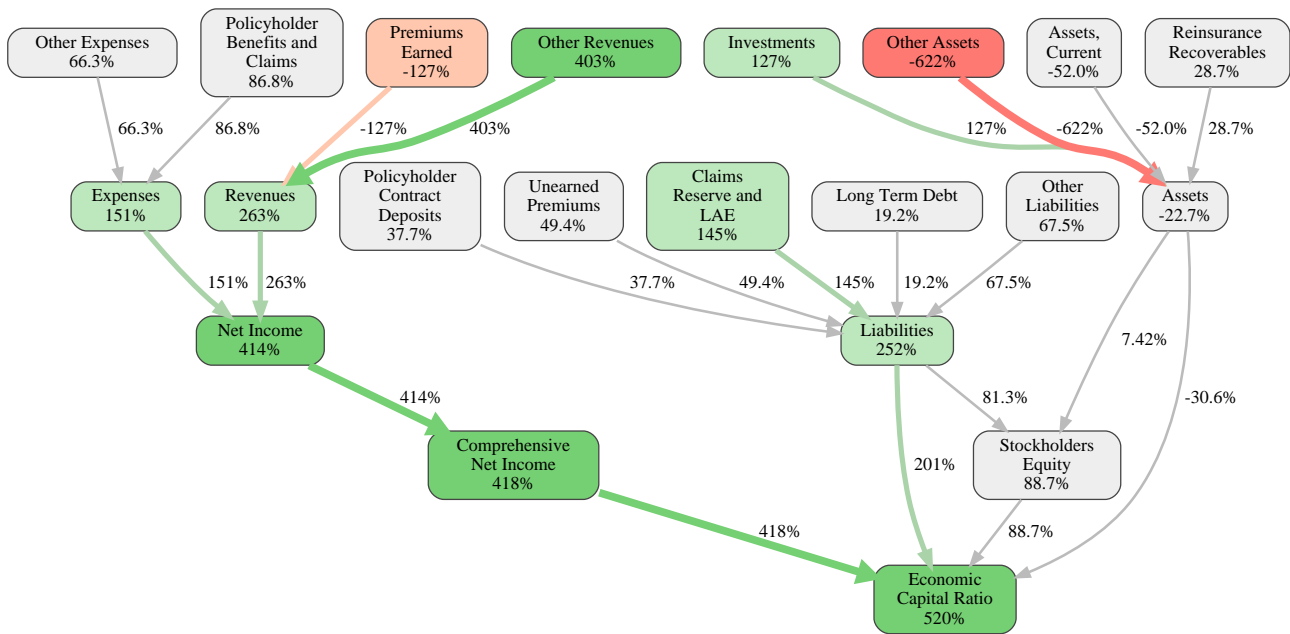 Other Expenses
66.3%
Policyholder
Benefits and
Claims
86.8%
Premiums
Earned
-127%
Other Revenues
403%
Investments
127%
Other Assets
-622%
Assets,
Current
-52.0%
Reinsurance
Recoverables
28.7%
66.3%
86.8%
-127%
403%
127%
-622%
-52.0%
28.7%
Expenses
151%
Revenues
263%
Policyholder
Contract
Deposits
37.7%
Unearned
Premiums
49.4%
Claims
Reserve and
LAE
145%
Long Term Debt
19.2%
Other
Liabilities
67.5%
Assets
-22.7%
151%
263%
37.7%
49.4%
145%
19.2%
67.5%
Net Income
414%
Liabilities
252%
7.42%
414%
81.3%
-30.6%
Comprehensive
Net Income
418%
201%
Stockholders
Equity
88.7%
418%
88.7%
Economic
Capital Ratio
520%